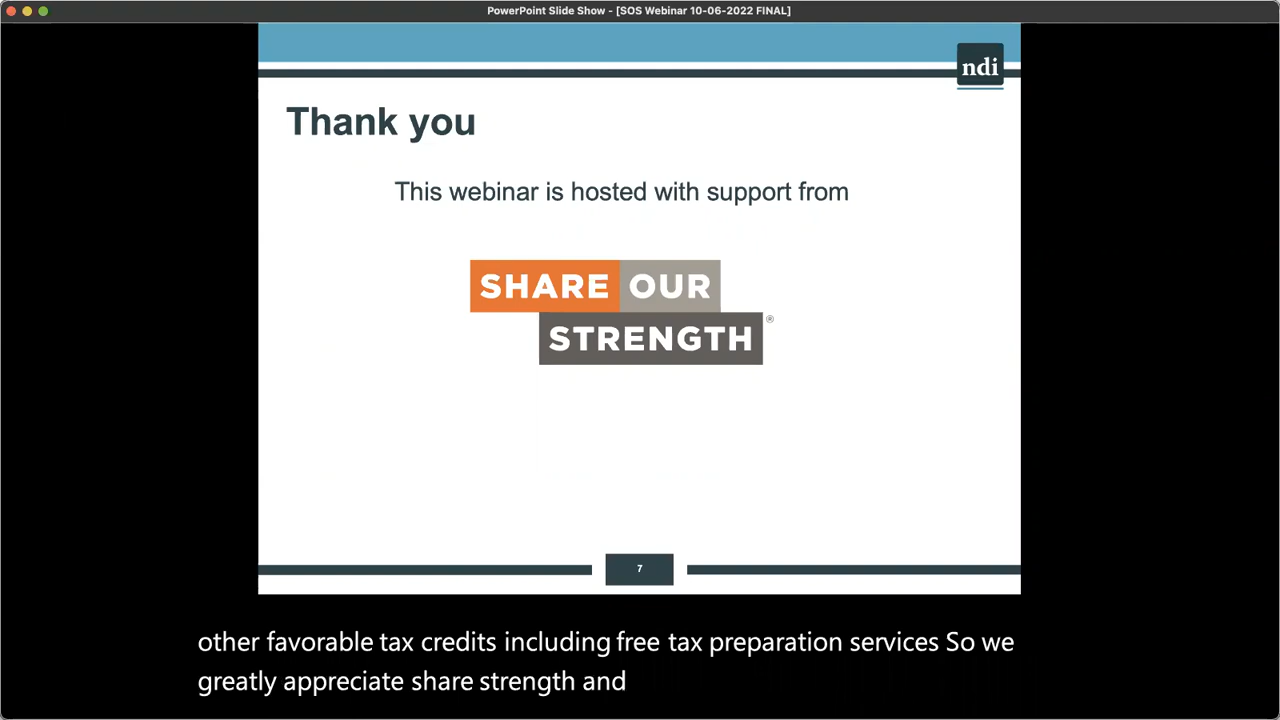 PowerPoint Slide Show - [SOS Webinar 10-06-2022 FINAL]
ndi
Thank you
This webinar is hosted with support from
SHARE OUR
STRENGTH®
7
other favorable tax credits including free tax preparation services So we
greatly appreciate share strength and